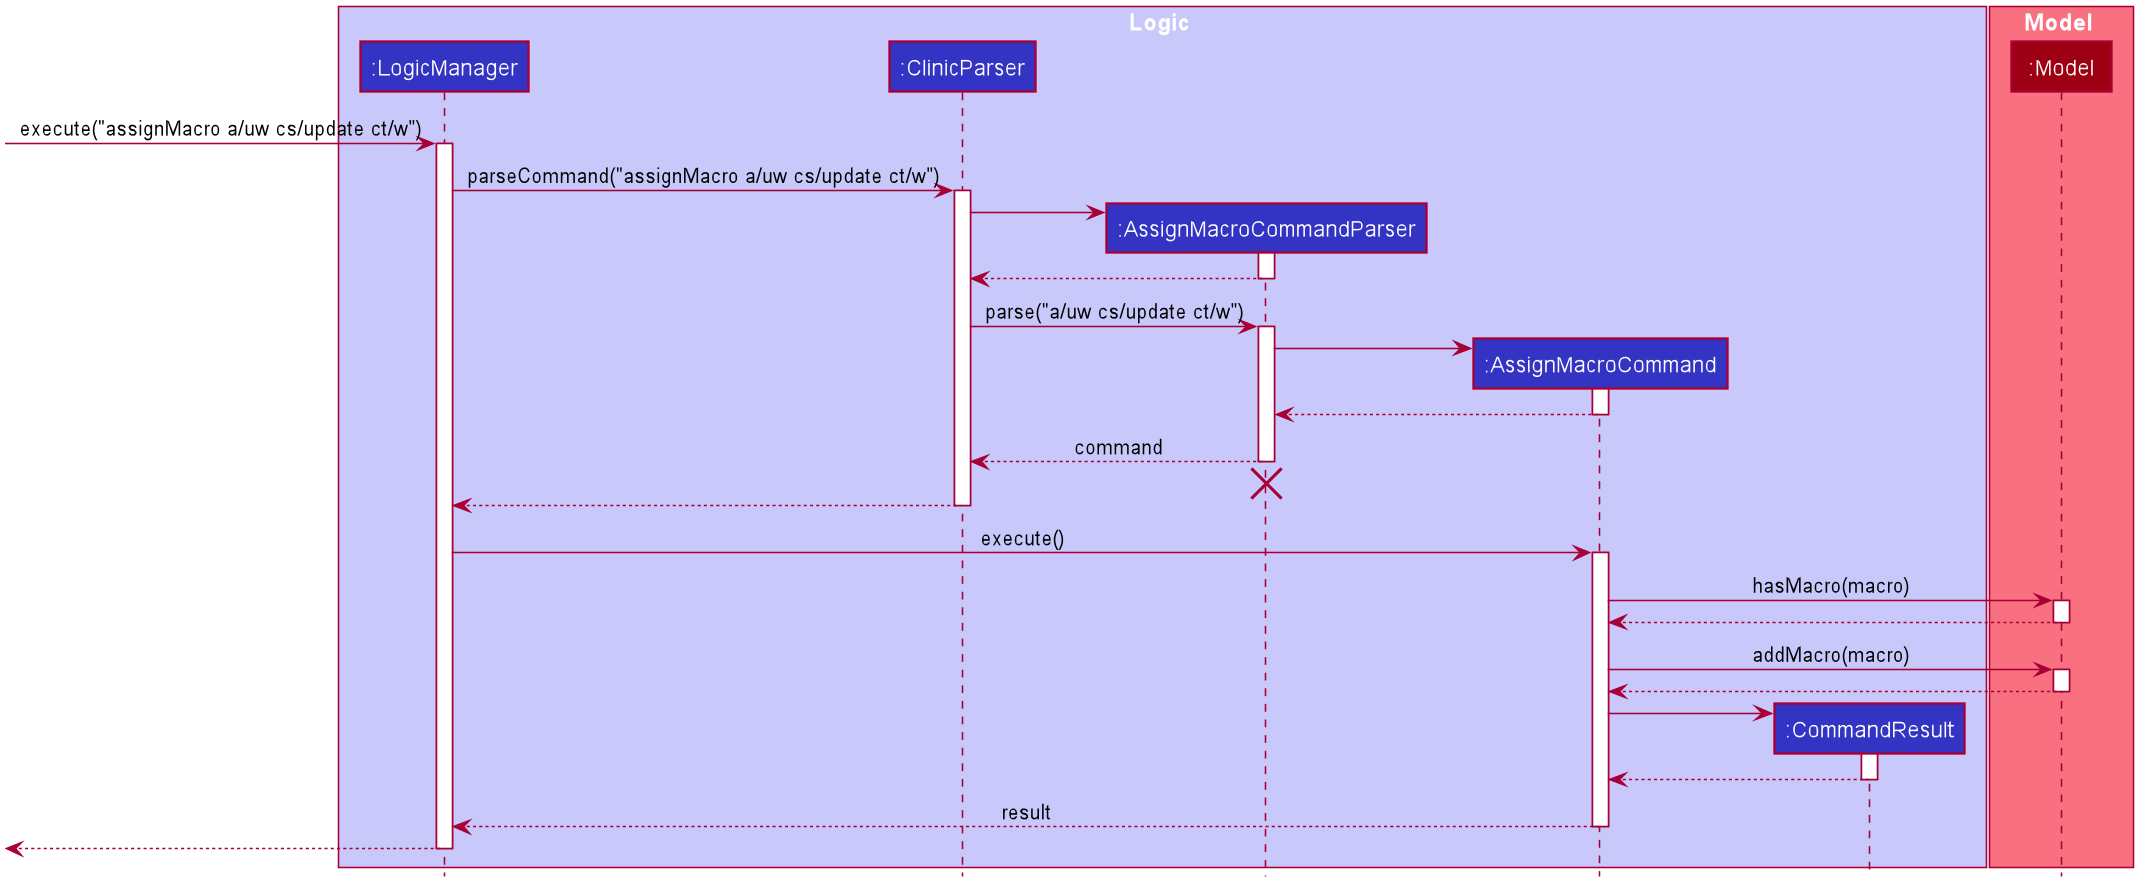 Logic
Model
:LogicManager
:ClinicParser
:Model
execute("assignMacro a/uw cs/update ct/w")
parseCommand("assignMacro a/uw cs/update ct/w")
:AssignMacroCommandParser
parse("a/uw cs/update ct/w")
:AssignMacroCommand
command
execute()
hasMacro(macro)
addMacro(macro)
:CommandResult
result